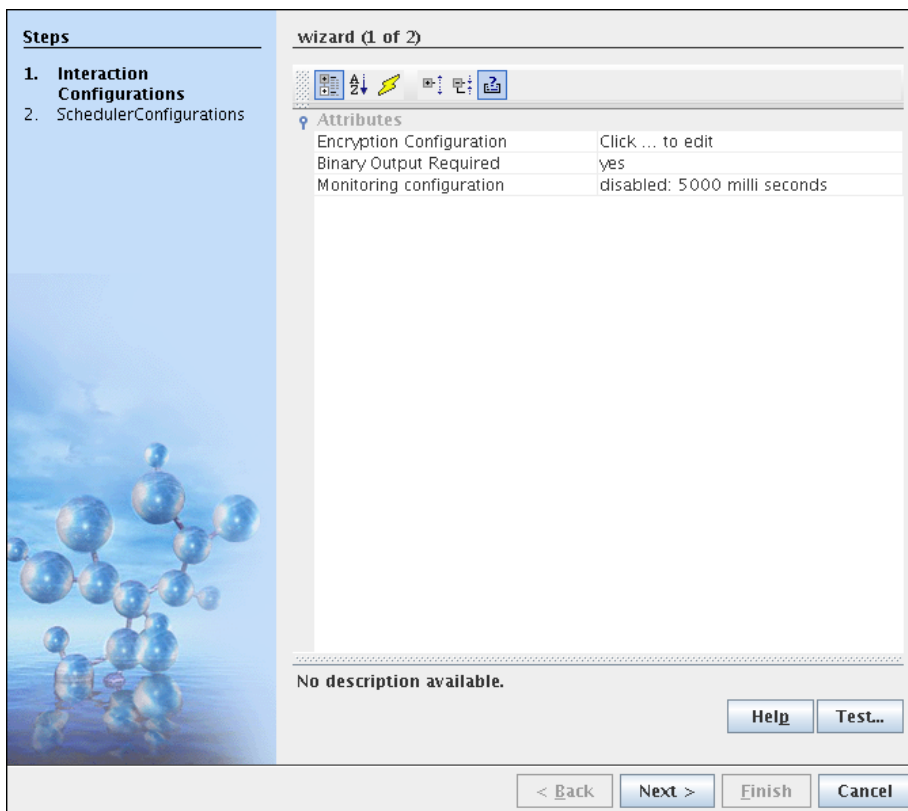 Steps
1. Interaction
Configurations
2. SchedulerConfigurations
wizard (1 of 2)
Attributes
Encryption Configuration Click ... to edit
Binary Output Required yes
Monitoring configuration disabled: 5000 milli seconds
No description available.
Help Test...
< Back Next > Finish Cancel